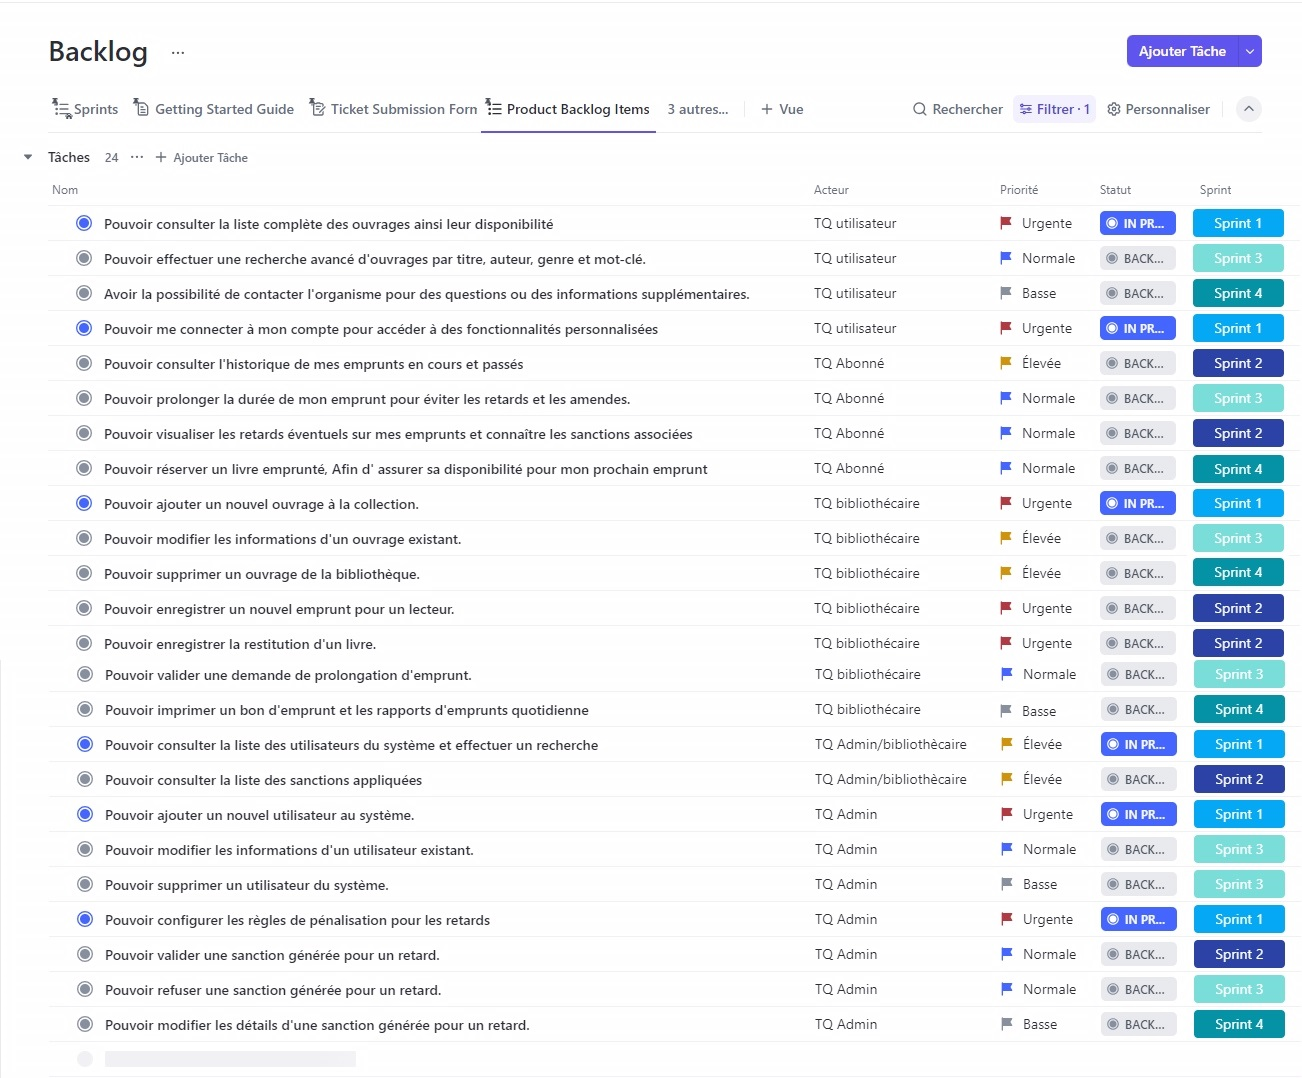 Backlog ...
Ajouter Tâche
Sprints Getting Started Guide Ticket Submission Forn Product Backlog Items 3 autres... + Vue Rechercher Filtrer · 1 Personnaliser
Tâches 24 ... + Ajouter Tâche
Nom Acteur Priorité Statut Sprint
Pouvoir consulter la liste complète des ouvrages ainsi leur disponibilité TQ utilisateur Urgente IN PR... Sprint 1
Pouvoir effectuer une recherche avancé d'ouvrages par titre, auteur, genre et mot-clé. TQ utilisateur Normale BACK... Sprint 3
Avoir la possibilité de contacter l'organisme pour des questions ou des informations supplémentaires. TQ utilisateur Basse BACK... Sprint 4
Pouvoir me connecter à mon compte pour accéder à des fonctionnalités personnalisées TQ utilisateur Urgente IN PR... Sprint 1
Pouvoir consulter l'historique de mes emprunts en cours et passés TQ Abonné Élevée BACK... Sprint 2
Pouvoir prolonger la durée de mon emprunt pour éviter les retards et les amendes. TQ Abonné Normale BACK... Sprint 3
Pouvoir visualiser les retards éventuels sur mes emprunts et connaître les sanctions associées TQ Abonné Normale BACK... Sprint 2
Pouvoir réserver un livre emprunté, Afin d' assurer sa disponibilité pour mon prochain emprunt TQ Abonné Normale BACK... Sprint 4
Pouvoir ajouter un nouvel ouvrage à la collection. TQ bibliothécaire Urgente IN PR... Sprint 1
Pouvoir modifier les informations d'un ouvrage existant. TQ bibliothécaire Élevée BACK... Sprint 3
Pouvoir supprimer un ouvrage de la bibliothèque. TQ bibliothécaire Élevée BACK... Sprint 4
Pouvoir enregistrer un nouvel emprunt pour un lecteur. TQ bibliothécaire Urgente BACK... Sprint 2
Pouvoir enregistrer la restitution d'un livre. TQ bibliothécaire Urgente BACK... Sprint 2
Pouvoir valider une demande de prolongation d'emprunt. TQ bibliothécaire Normale BACK... Sprint 3
Pouvoir imprimer un bon d'emprunt et les rapports d'emprunts quotidienne TQ bibliothécaire Basse BACK... Sprint 4
Pouvoir consulter la liste des utilisateurs du système et effectuer un recherche TQ Admin/bibliothècaire Élevée IN PR... Sprint 1
Pouvoir consulter la liste des sanctions appliquées TQ Admin/bibliothècaire Élevée BACK... Sprint 2
Pouvoir ajouter un nouvel utilisateur au système. TQ Admin Urgente IN PR... Sprint 1
Pouvoir modifier les informations d'un utilisateur existant. TQ Admin Normale BACK... Sprint 3
Pouvoir supprimer un utilisateur du système. TQ Admin Basse BACK... Sprint 3
Pouvoir configurer les règles de pénalisation pour les retards TQ Admin Urgente IN PR... Sprint 1
Pouvoir valider une sanction générée pour un retard. TQ Admin Normale BACK... Sprint 2
Pouvoir refuser une sanction générée pour un retard. TQ Admin Normale BACK... Sprint 3
Pouvoir modifier les détails d'une sanction générée pour un retard. TQ Admin Basse BACK... Sprint 4